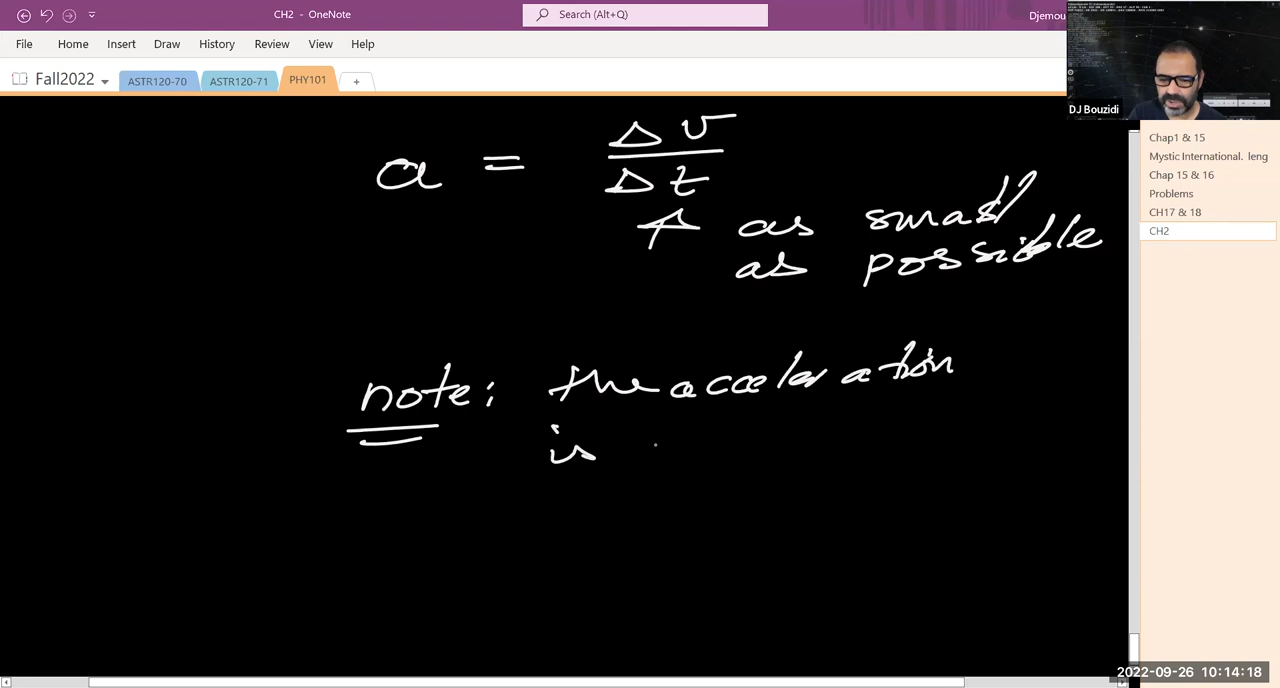 CH2 - OneNote
Search (Alt+Q)
Djemou
File Home Insert Draw History Review View Help
Fall2022
ASTR120-70
ASTR120-71
PHY101
DJ Bouzidi
Chap1 & 15
Mystic International. leng
Chap 15 & 16
Problems
CH17 & 18
CH2
a = Δv
Δt
↑ as small
as possible
note: the acceleration
is
2022-09-26 10:14:18